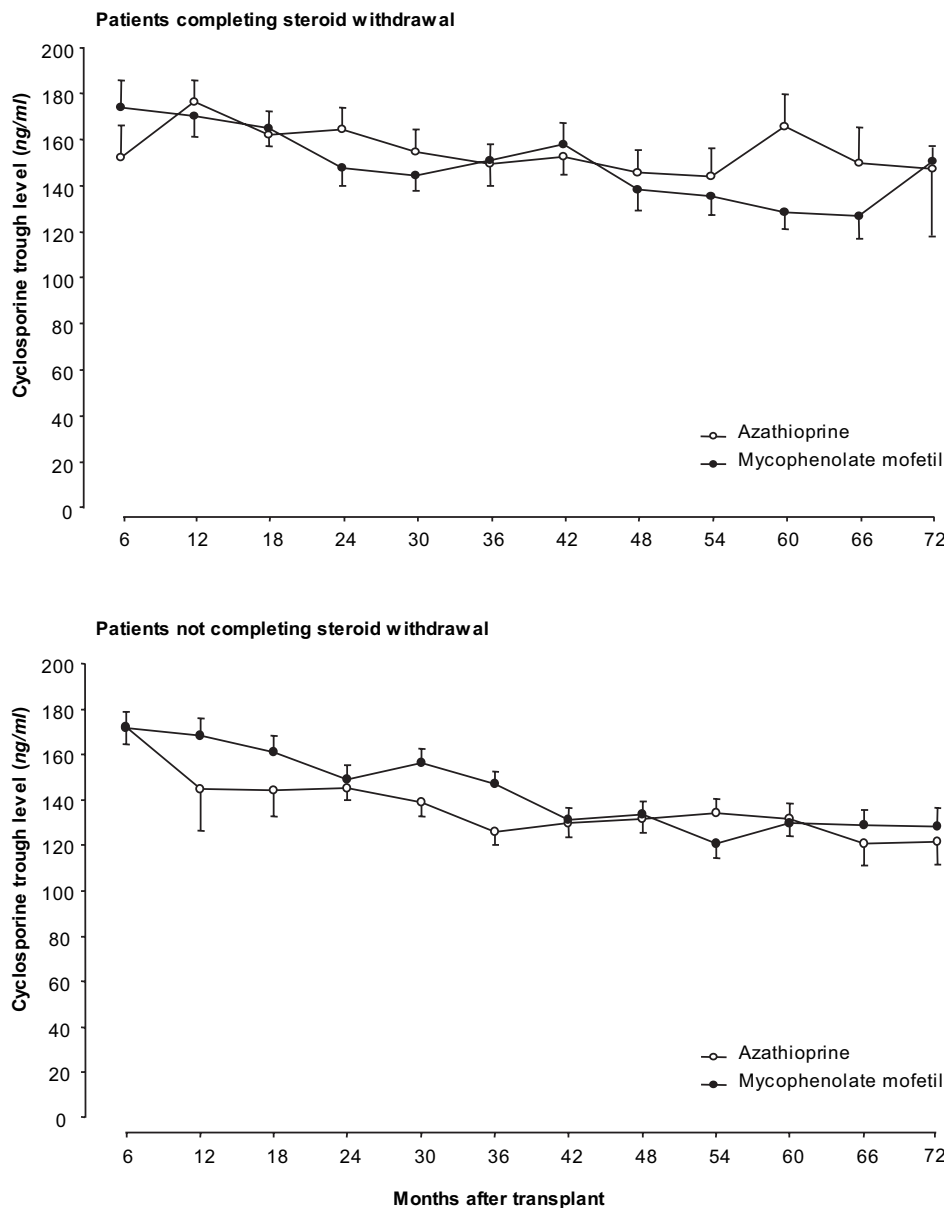 Patients completing steroid withdrawal
Cyclosporine trough level (ng/ml)
200
180
160
140
120
100
80
60
40
20
0
Azathioprine
Mycophenolate mofetil
6 12 18 24 30 36 42 48 54 60 66 72
Patients not completing steroid withdrawal
Cyclosporine trough level (ng/ml)
200
180
160
140
120
100
80
60
40
20
0
Azathioprine
Mycophenolate mofetil
6 12 18 24 30 36 42 48 54 60 66 72
Months after transplant